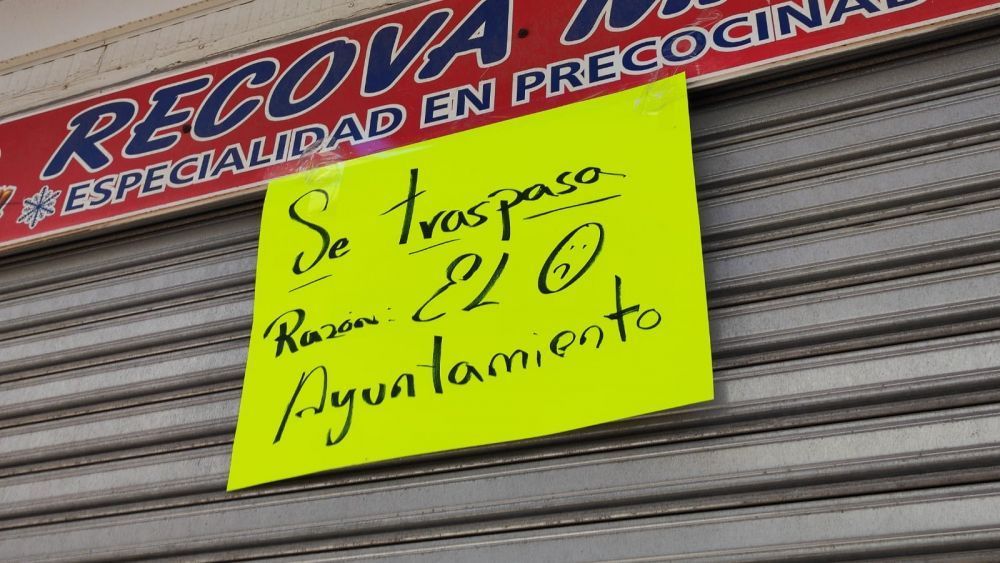 RECOVA
ESPECIALIDAD EN PRECOCINAD
Se traspasa
Razón: EL
Ayuntamiento